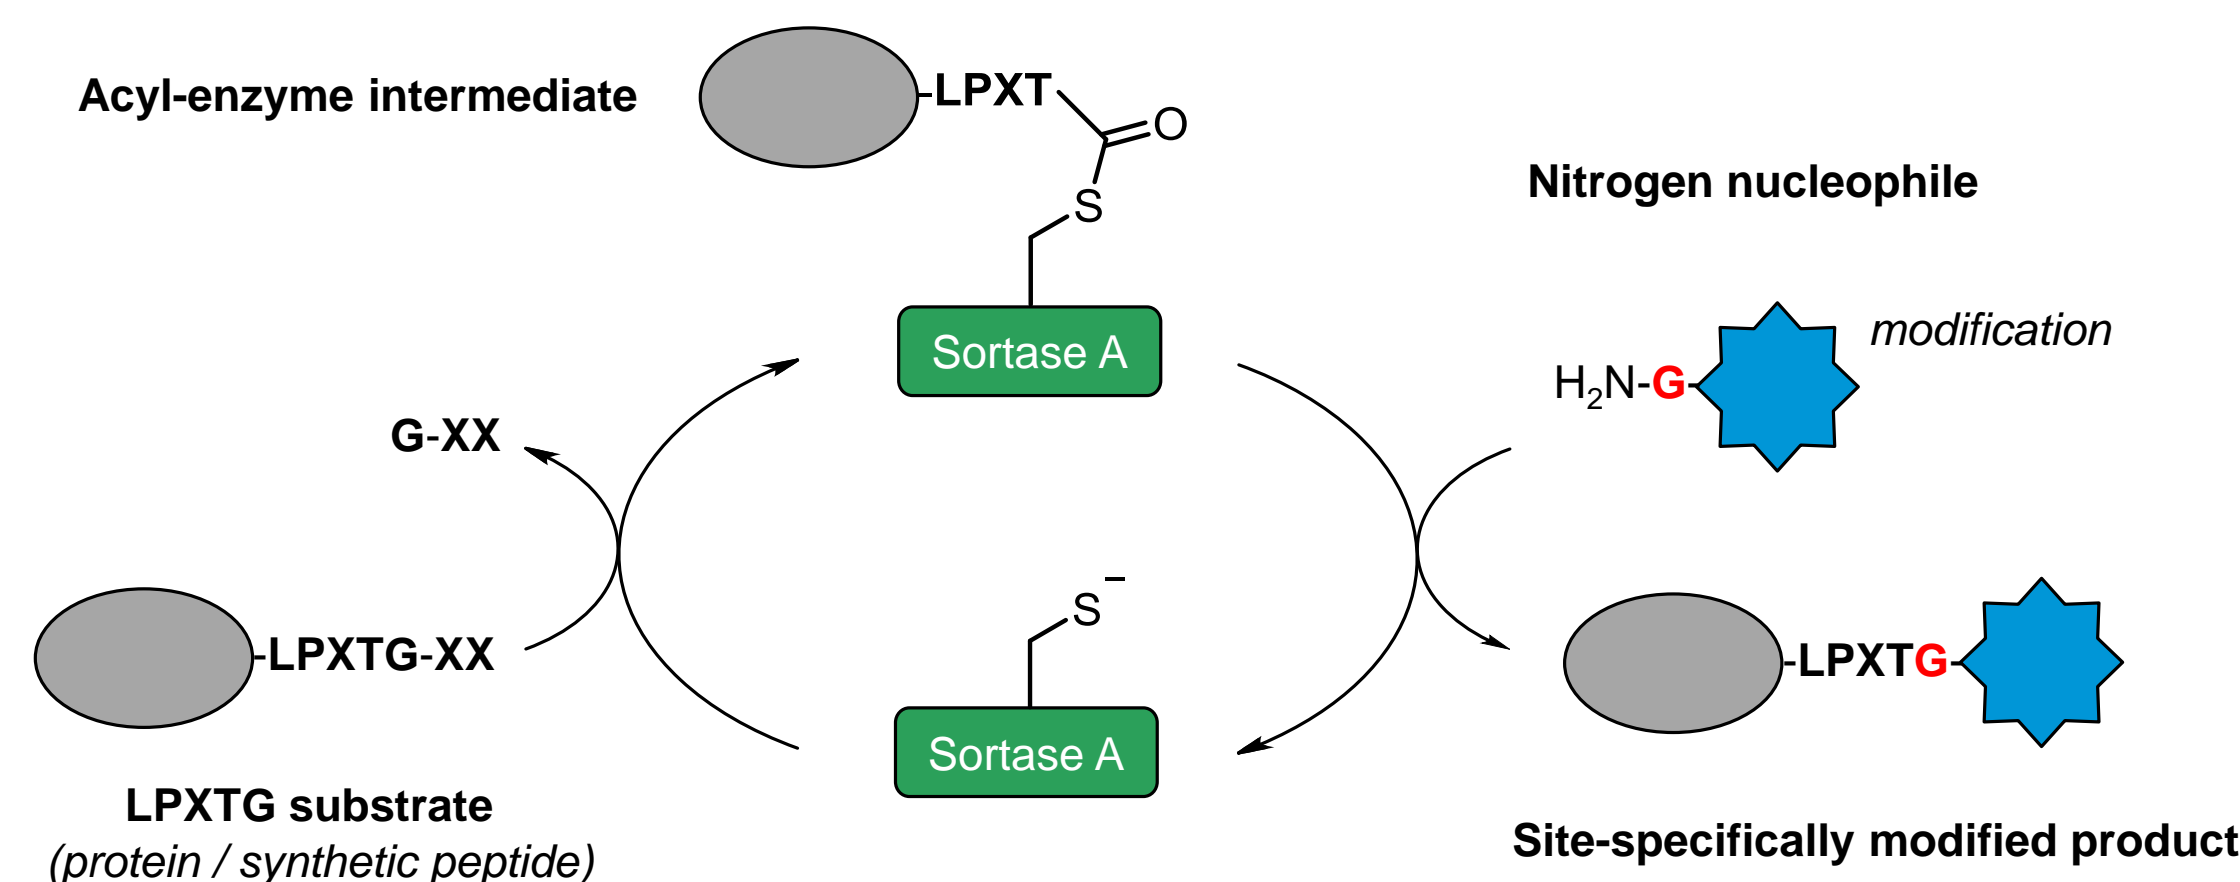 Acyl-enzyme intermediate
-LPXT
O
S
Nitrogen nucleophile
Sortase A
modification
H₂N-G-
G-XX
S⁻
-LPXTG-XX
-LPXTG-
Sortase A
LPXTG substrate
(protein / synthetic peptide)
Site-specifically modified product